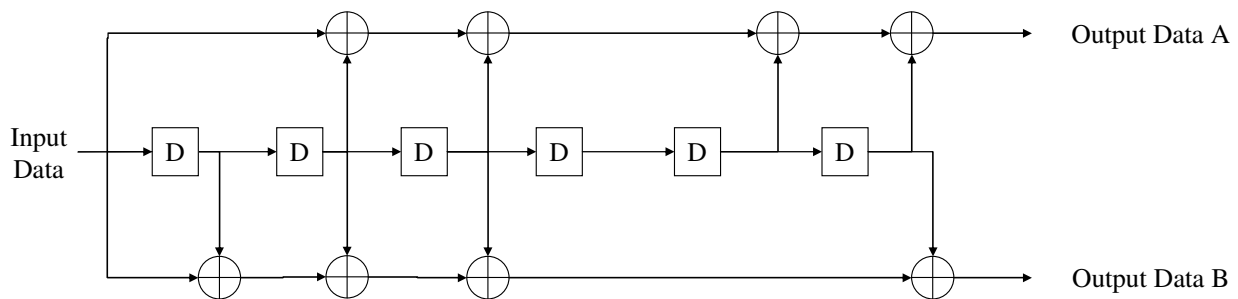 Output Data A
Input
Data
D D D D D D
Output Data B